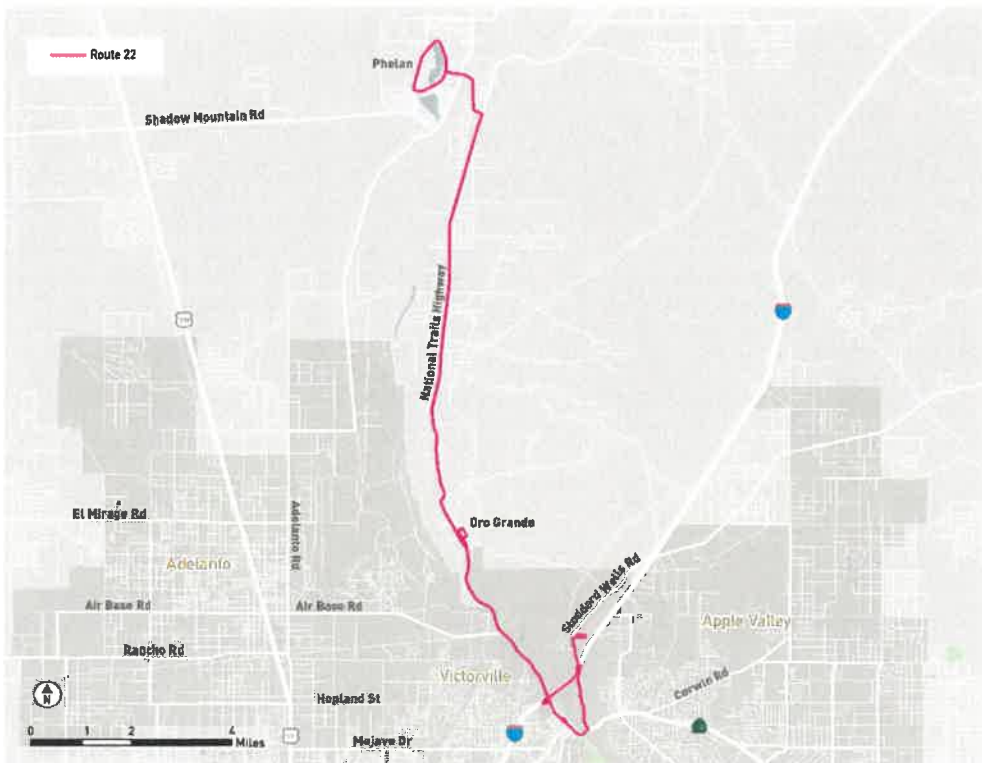 Route 22
Phelan
Shadow Mountain Rd
National Trails Highway
Oro Grande
El Mirage Rd
Adelanto Rd
Adelanto
Stoddard Wells Rd
Air Base Rd
Air Base Rd
Apple Valley
Rancho Rd
Victorville
Corwin Rd
Hopland St
N
Mojave Dr
0 1 2 4
Miles